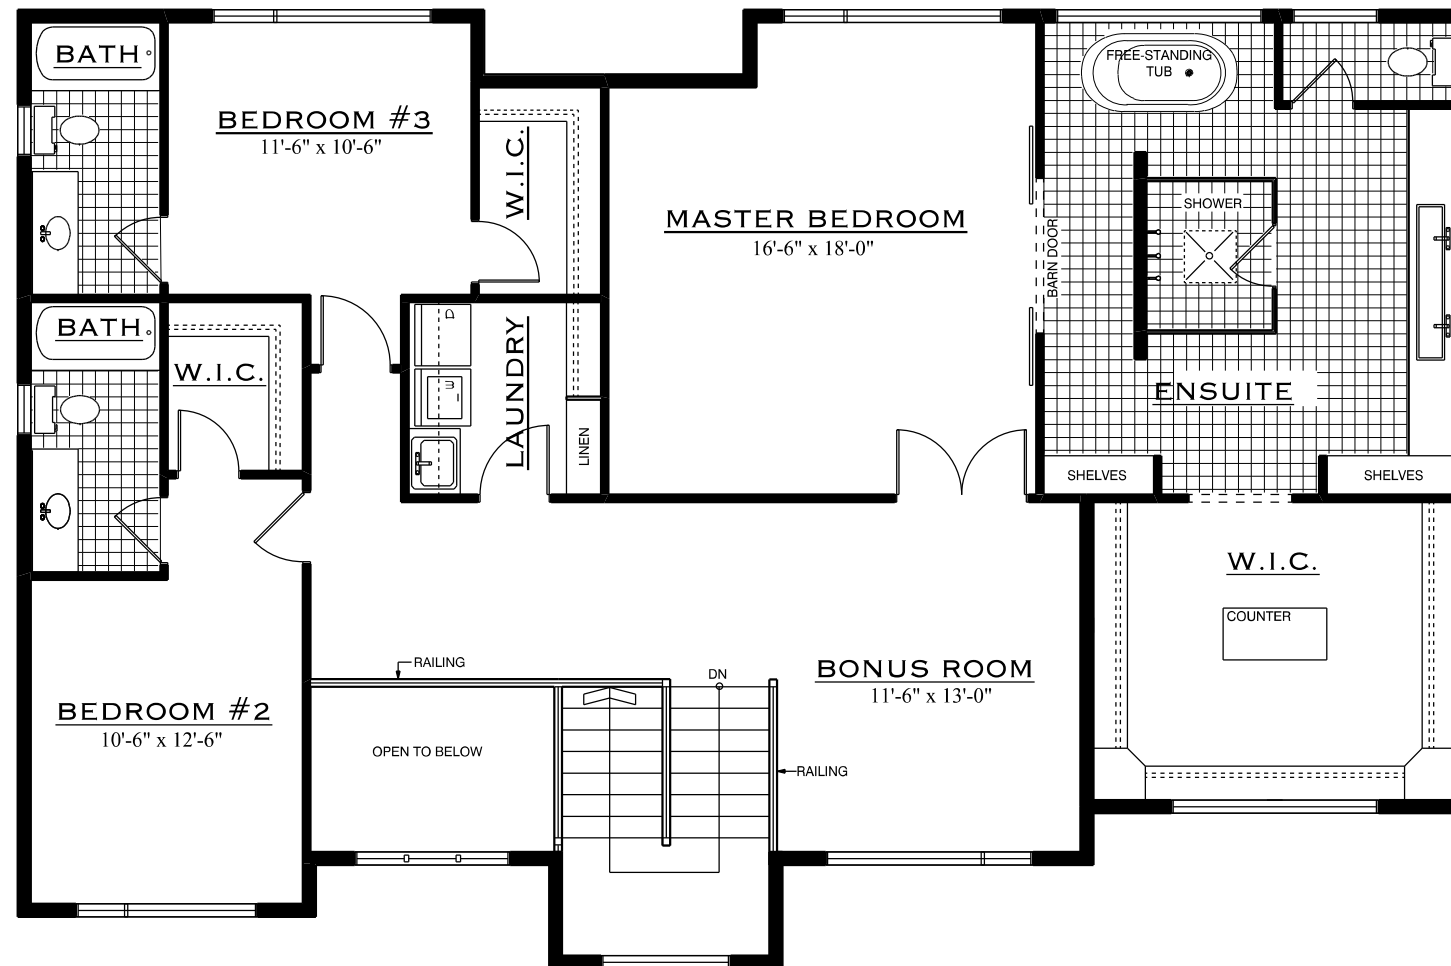 BATH
BEDROOM #3
11'-6" x 10'-6"
W.I.C.
MASTER BEDROOM
16'-6" x 18'-0"
BARN DOOR
FREE-STANDING
TUB
SHOWER
ENSUITE
SHELVES
SHELVES
BATH
W.I.C.
D
W
LAUNDRY
LINEN
W.I.C.
COUNTER
RAILING
DN
BONUS ROOM
11'-6" x 13'-0"
BEDROOM #2
10'-6" x 12'-6"
OPEN TO BELOW
RAILING